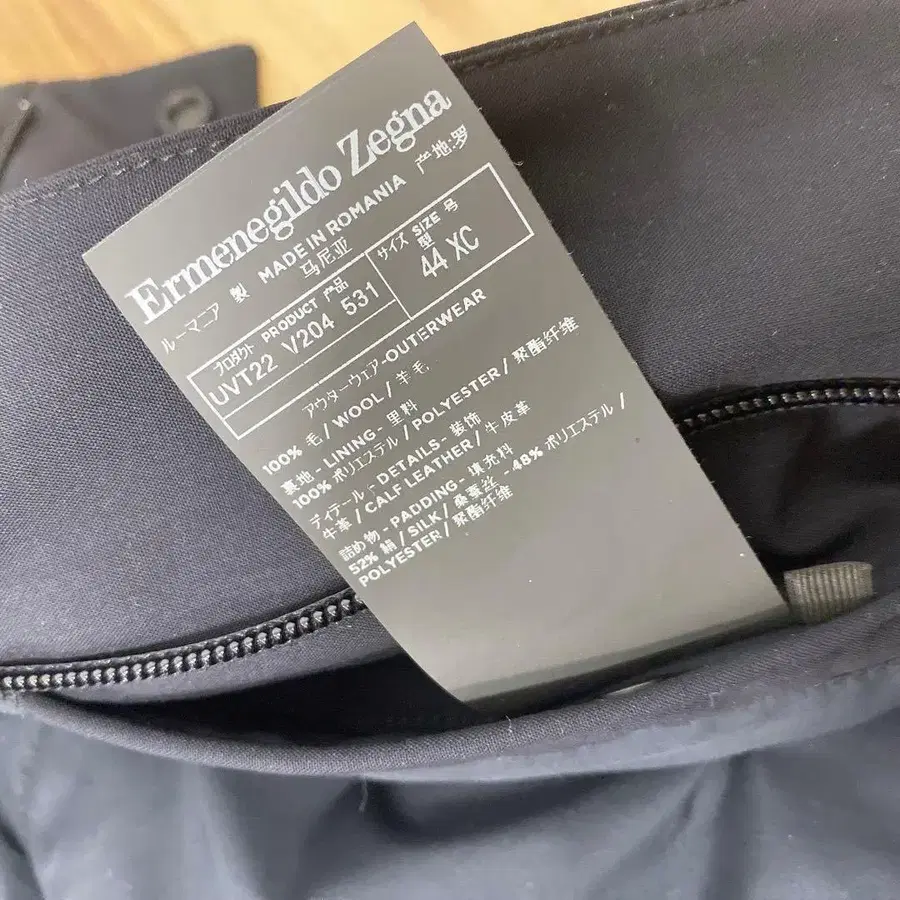 Ermenegildo Zegna
ルーマニア 製 MADE IN ROMANIA 产地:罗
马尼亚
プロダクト PRODUCT 产品
UVT22 V204 531
サイズ SIZE 号型
44 XC
アウターウェア-OUTERWEAR
100% 毛 / WOOL / 羊毛
裏地 - LINING - 里料
100% ポリエステル / POLYESTER / 聚酯纤维
ディテール - DETAILS - 装饰
牛革 / CALF LEATHER / 牛皮革
詰め物 - PADDING - 填充料
52% 絹 / SILK / 桑蚕丝 - 48% ポリエステル /
POLYESTER / 聚酯纤维